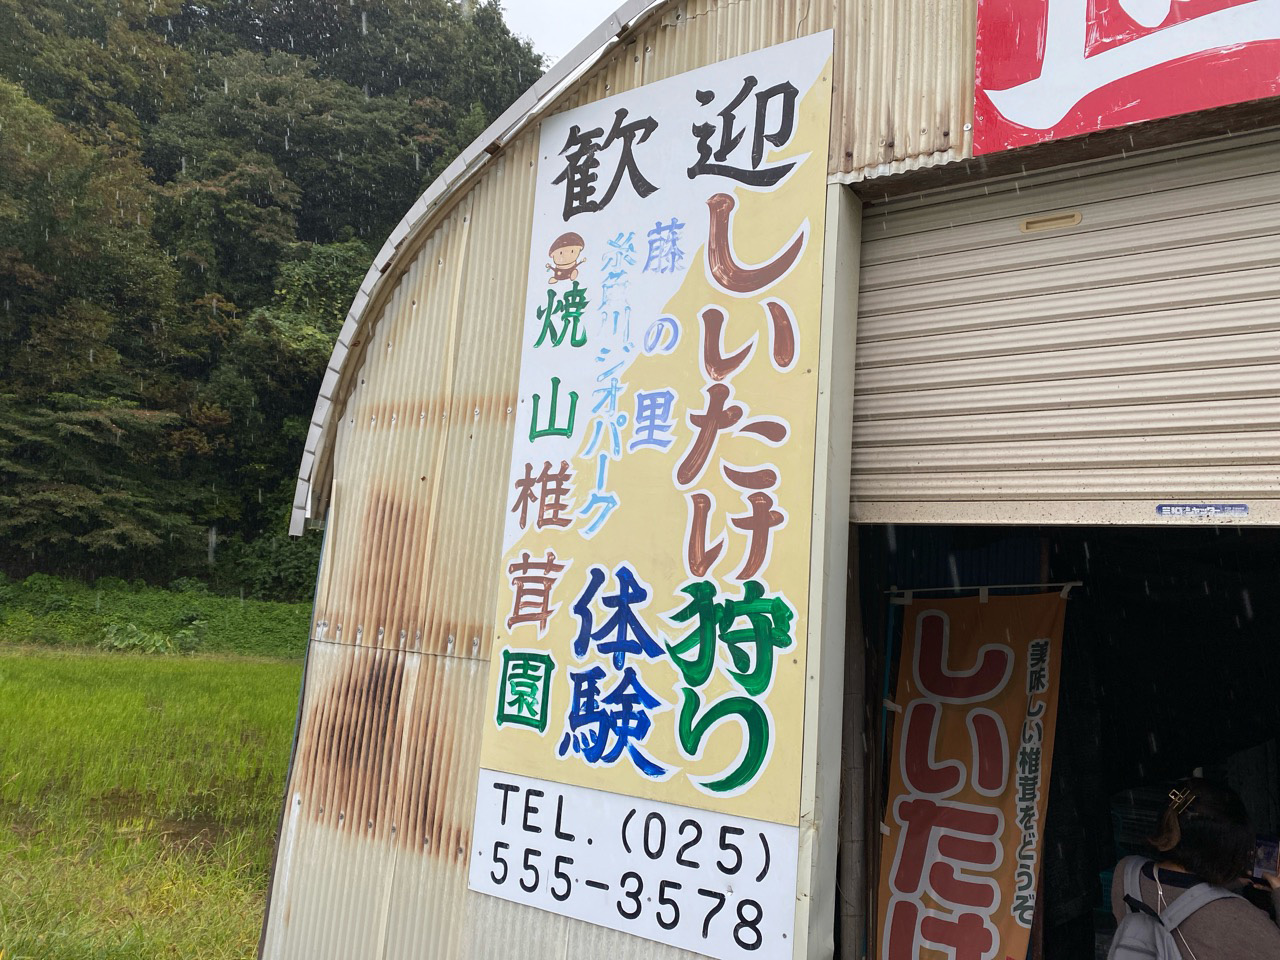 歓迎
しいたけ狩り
体験
藤の里
糸魚川ジオパーク
焼山椎茸園
TEL. (025)
555-3578
美味しい椎茸をどうぞ
しいたけ